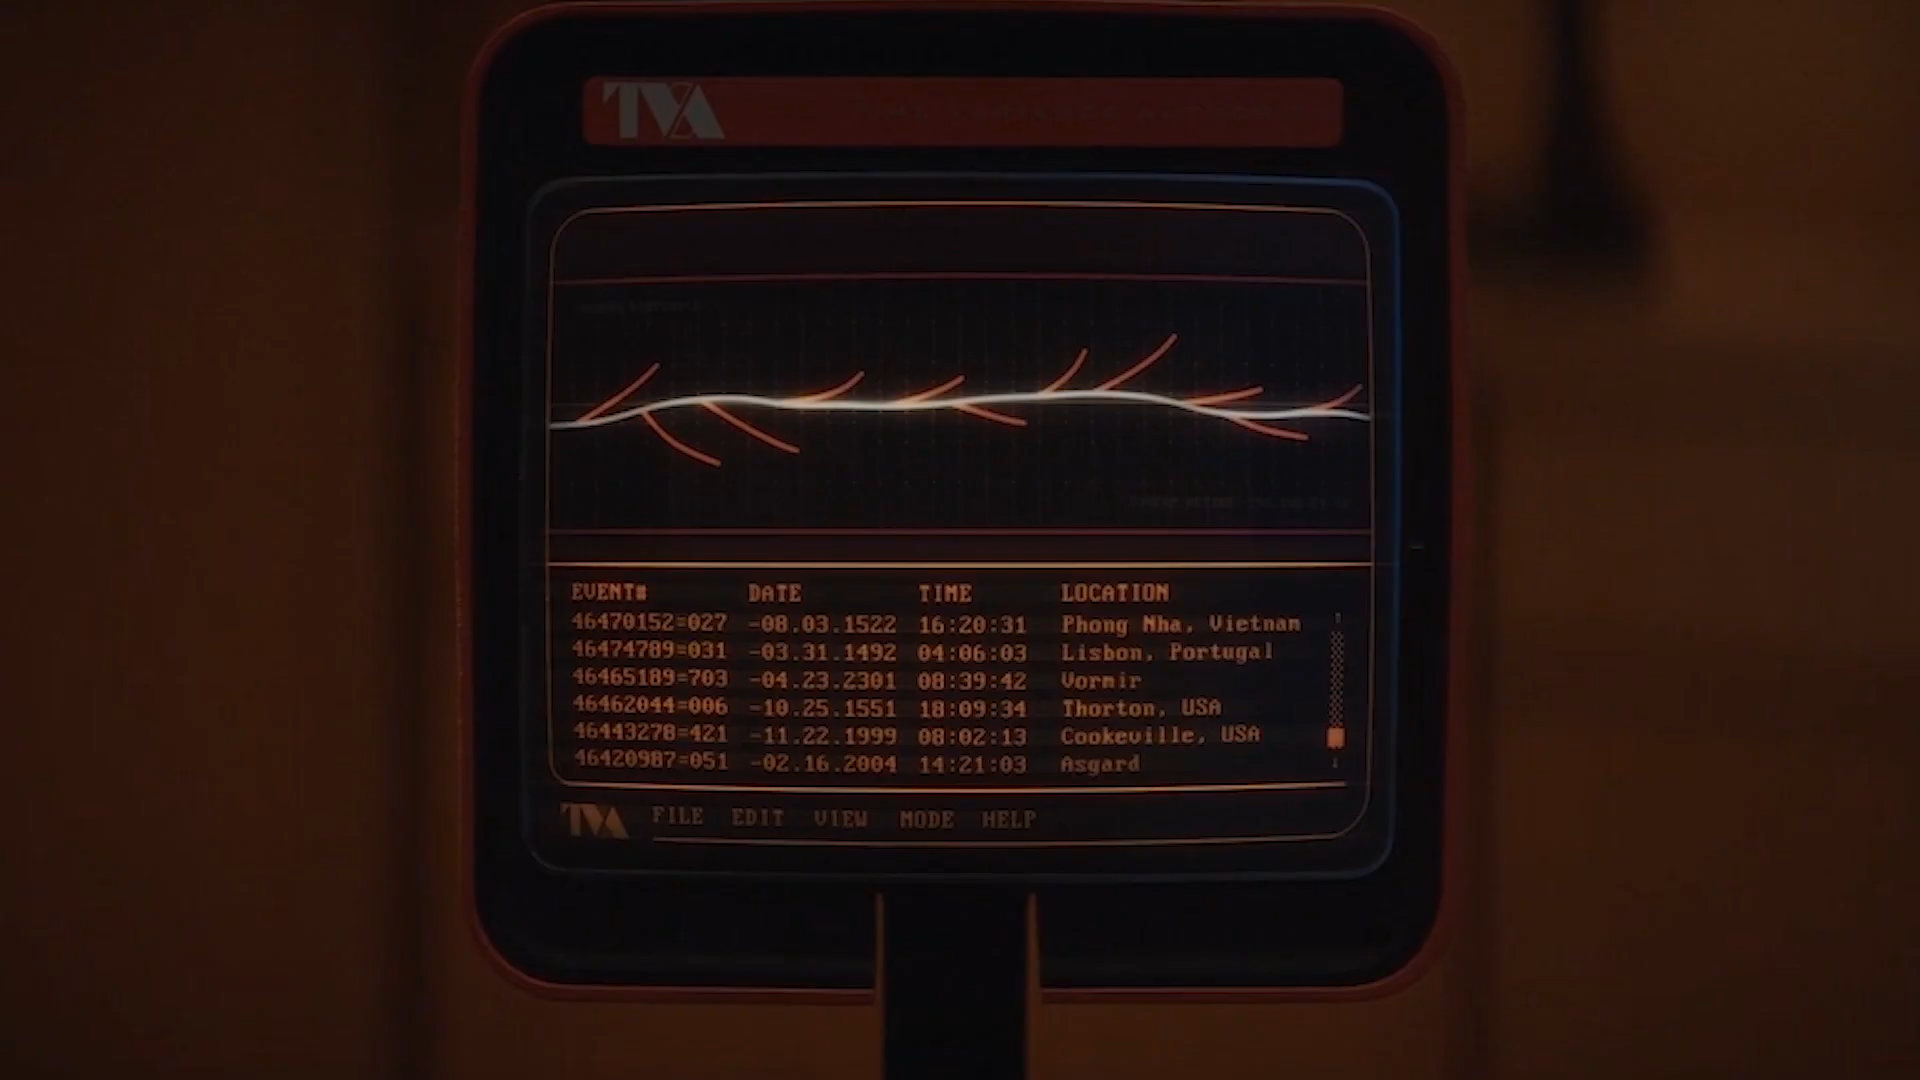 TVA
EVENT# DATE TIME LOCATION
46470152=027 -08.03.1522 16:20:31 Phong Nha, Vietnam
46474789=031 -03.31.1492 04:06:03 Lisbon, Portugal
46465189=703 -04.23.2301 08:39:42 Vormir
46462044=006 -10.25.1551 18:09:34 Thorton, USA
46443278=421 -11.22.1999 08:02:13 Cookeville, USA
46420987=051 -02.16.2004 14:21:03 Asgard
TVA FILE EDIT VIEW MODE HELP